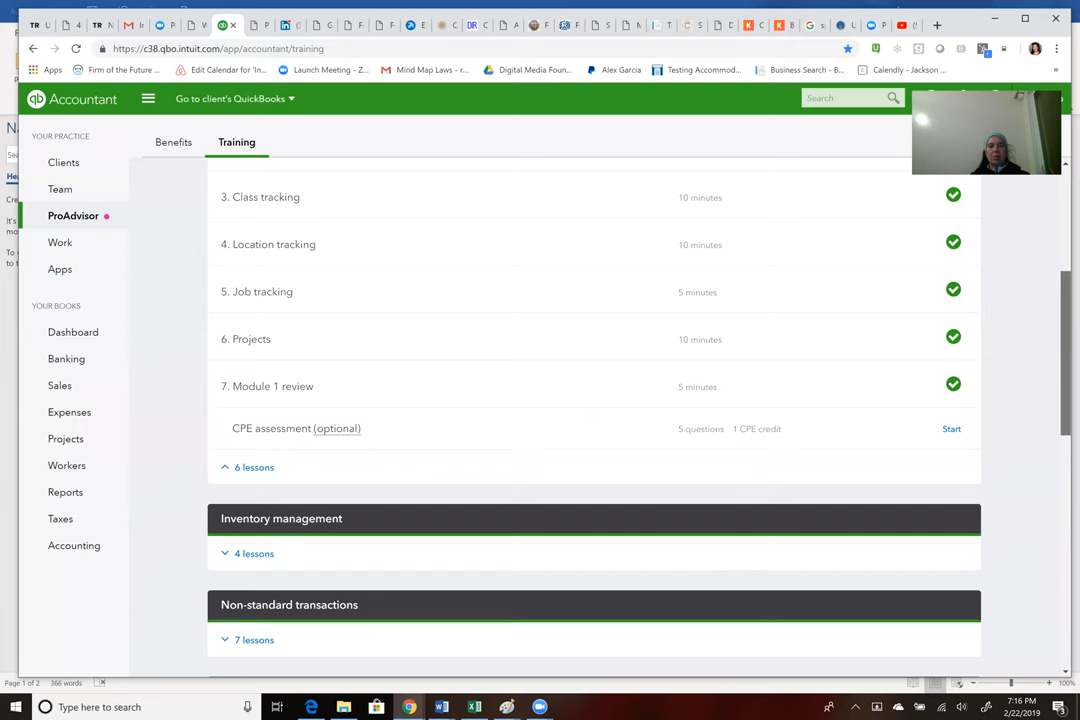 TR U 4 Ir P W P (: G F F E C DIR C A F F S N T C S D K C K B G s U P (!
https://c38.qbo.intuit.com/app/accountant/training
Apps Firm of the Future ... Edit Calendar for 'In... Launch Meeting - Z... Mind Map Laws - r... Digital Media Foun... Alex Garcia Testing Accommod... Business Search - B... Calendly - Jackson ... »
qb Accountant Go to client's QuickBooks Search
YOUR PRACTICE
Clients
Team
ProAdvisor
Work
Apps
YOUR BOOKS
Dashboard
Banking
Sales
Expenses
Projects
Workers
Reports
Taxes
Accounting
Benefits Training
3. Class tracking 10 minutes
4. Location tracking 10 minutes
5. Job tracking 5 minutes
6. Projects 10 minutes
7. Module 1 review 5 minutes
CPE assessment (optional) 5 questions 1 CPE credit Start
6 lessons
Inventory management
4 lessons
Non-standard transactions
7 lessons
Page 1 of 2 366 words 100%
Type here to search
7:16 PM
2/22/2019